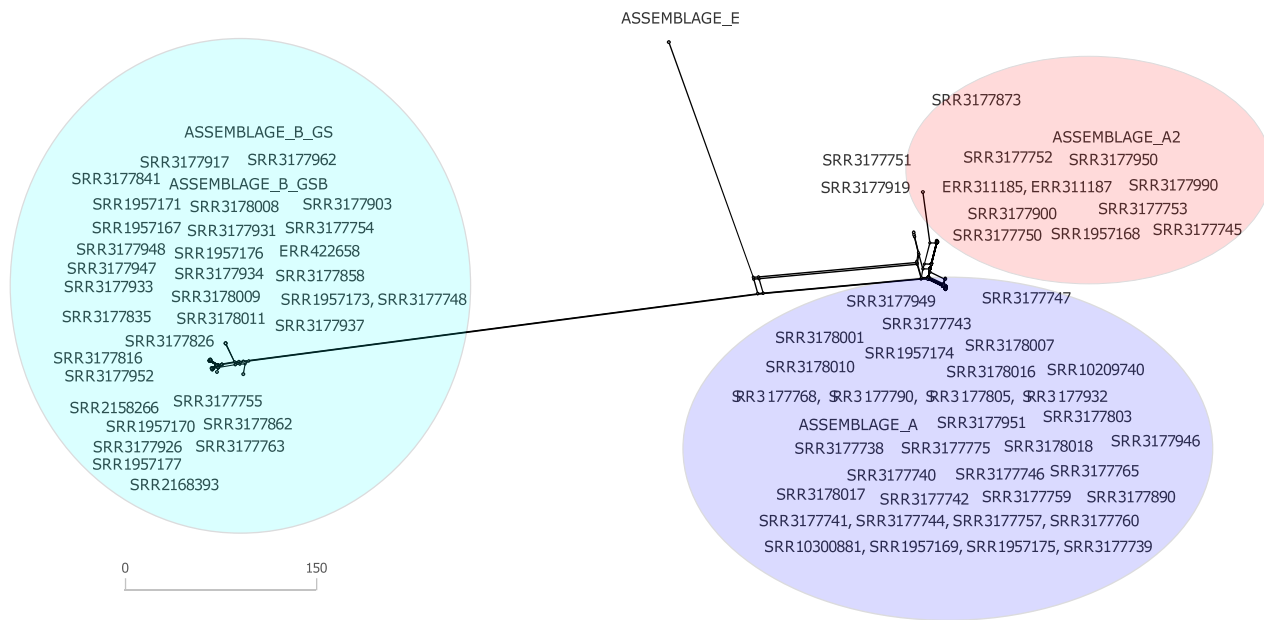 ASSEMBLAGE_E
ASSEMBLAGE_B_GS
SRR3177917 SRR3177962
SRR3177841 ASSEMBLAGE_B_GSB
SRR1957171 SRR3178008 SRR3177903
SRR1957167 SRR3177931 SRR3177754
SRR3177948 SRR1957176 ERR422658
SRR3177947 SRR3177934 SRR3177858
SRR3177933
SRR3178009 SRR1957173, SRR3177748
SRR3177835 SRR3178011 SRR3177937
SRR3177826
SRR3177816
SRR3177952
SRR2158266 SRR3177755
SRR1957170 SRR3177862
SRR3177926 SRR3177763
SRR1957177
SRR2168393
0 150
SRR3177873
ASSEMBLAGE_A2
SRR3177751 SRR3177752 SRR3177950
SRR3177919 ERR311185, ERR311187 SRR3177990
SRR3177900 SRR3177753
SRR3177750 SRR1957168 SRR3177745
SRR3177949 SRR3177747
SRR3177743
SRR3178001 SRR1957174 SRR3178007
SRR3178010 SRR3178016 SRR10209740
SRR3177768, SRR3177790, SRR3177805, SRR3177932
ASSEMBLAGE_A SRR3177951 SRR3177803
SRR3177738 SRR3177775 SRR3178018 SRR3177946
SRR3177740 SRR3177746 SRR3177765
SRR3178017 SRR3177742 SRR3177759 SRR3177890
SRR3177741, SRR3177744, SRR3177757, SRR3177760
SRR10300881, SRR1957169, SRR1957175, SRR3177739